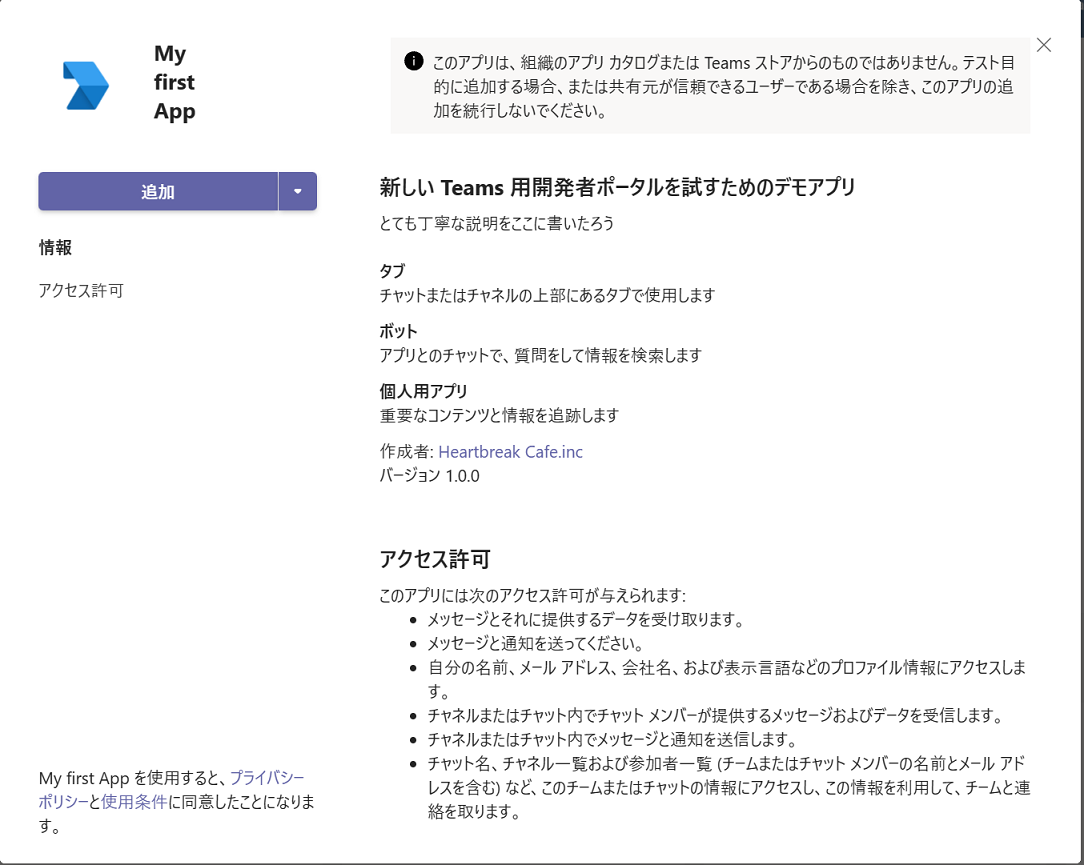 My
first
App
このアプリは、組織のアプリ カタログまたは Teams ストアからのものではありません。テスト目
的に追加する場合、または共有元が信頼できるユーザーである場合を除き、このアプリの追
加を続行しないでください。
追加
情報
アクセス許可
新しい Teams 用開発者ポータルを試すためのデモアプリ
とても丁寧な説明をここに書いたろう
タブ
チャットまたはチャネルの上部にあるタブで使用します
ボット
アプリとのチャットで、質問をして情報を検索します
個人用アプリ
重要なコンテンツと情報を追跡します
作成者: Heartbreak Cafe.inc
バージョン 1.0.0
アクセス許可
このアプリには次のアクセス許可が与えられます:
• メッセージとそれに提供するデータを受け取ります。
• メッセージと通知を送ってください。
• 自分の名前、メール アドレス、会社名、および表示言語などのプロファイル情報にアクセスしま
す。
• チャネルまたはチャット内でチャット メンバーが提供するメッセージおよびデータを受信します。
• チャネルまたはチャット内でメッセージと通知を送信します。
• チャット名、チャネル一覧および参加者一覧 (チームまたはチャット メンバーの名前とメール アド
レスを含む) など、このチームまたはチャットの情報にアクセスし、この情報を利用して、チームと連
絡を取ります。
My first App を使用すると、プライバシー
ポリシーと使用条件に同意したことになりま
す。